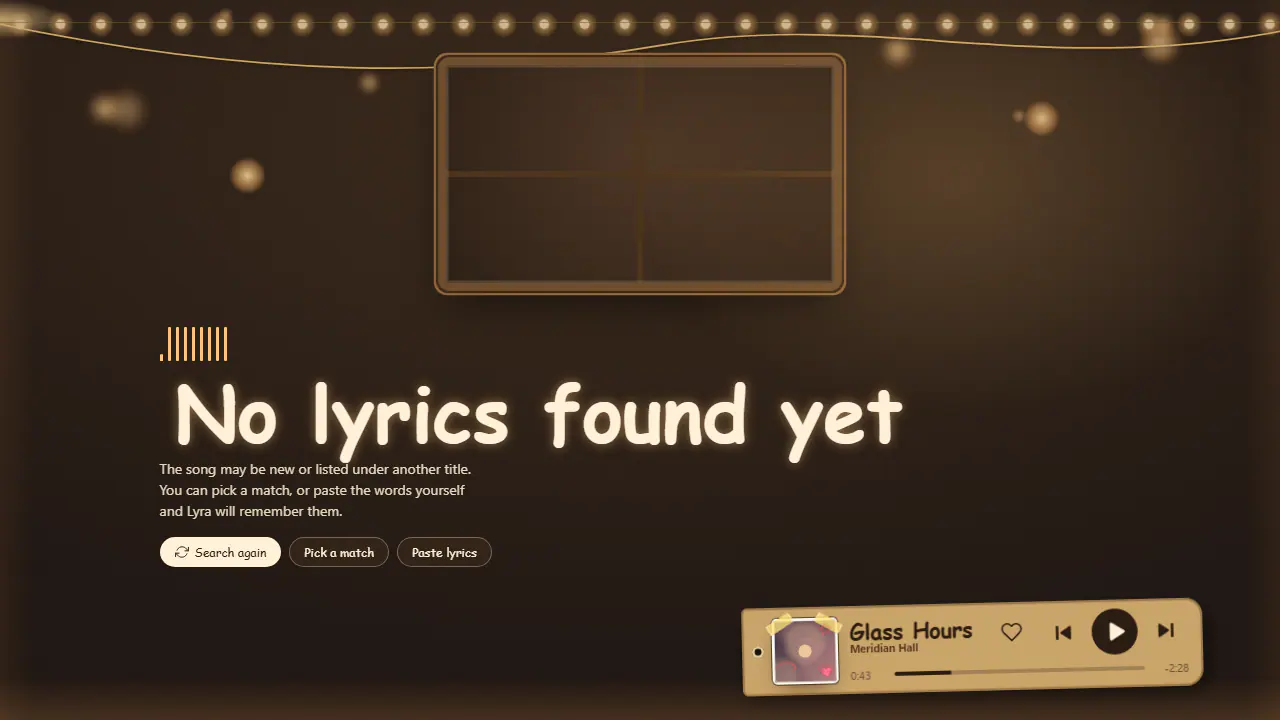 No lyrics found yet
The song may be new or listed under another title.
You can pick a match, or paste the words yourself
and Lyra will remember them.
Search again
Pick a match
Paste lyrics
Glass Hours
Meridian Hall
0:43
-2:28